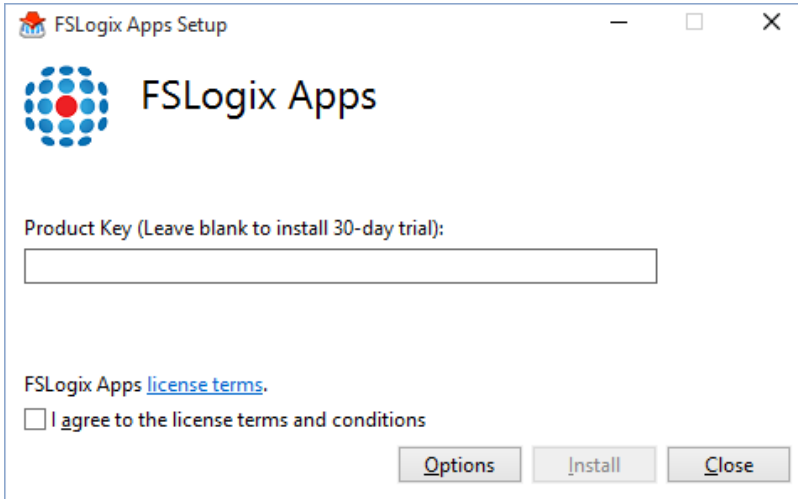 FSLogix Apps Setup
FSLogix Apps
Product Key (Leave blank to install 30-day trial):
FSLogix Apps license terms.
I agree to the license terms and conditions
Options Install Close